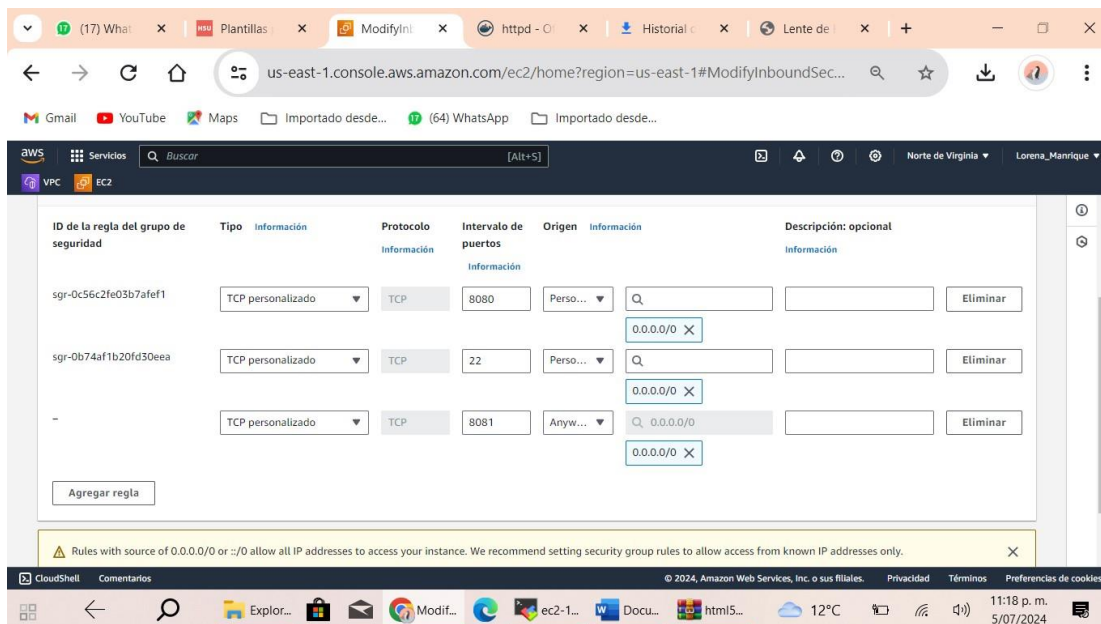 (17) What
HSU Plantillas
ModifyIn
httpd - O
Historial
Lente de
us-east-1.console.aws.amazon.com/ec2/home?region=us-east-1#ModifyInboundSec...
Gmail YouTube Maps Importado desde... (64) WhatsApp Importado desde...
aws Servicios Buscar [Alt+S] Norte de Virginia Lorena_Manrique
VPC EC2
ID de la regla del grupo de seguridad
Tipo Información
Protocolo Información
Intervalo de puertos Información
Origen Información
Descripción: opcional Información
sgr-0c56c2fe03b7afef1 TCP personalizado TCP 8080 Perso... Eliminar
0.0.0.0/0
sgr-0b74af1b20fd30eea TCP personalizado TCP 22 Perso... Eliminar
0.0.0.0/0
– TCP personalizado TCP 8081 Anyw... 0.0.0.0/0 Eliminar
0.0.0.0/0
Agregar regla
Rules with source of 0.0.0.0/0 or ::/0 allow all IP addresses to access your instance. We recommend setting security group rules to allow access from known IP addresses only.
CloudShell Comentarios © 2024, Amazon Web Services, Inc. o sus filiales. Privacidad Términos Preferencias de cookies
Explor... Modif... ec2-1... Docu... html5... 12°C 11:18 p. m.
5/07/2024